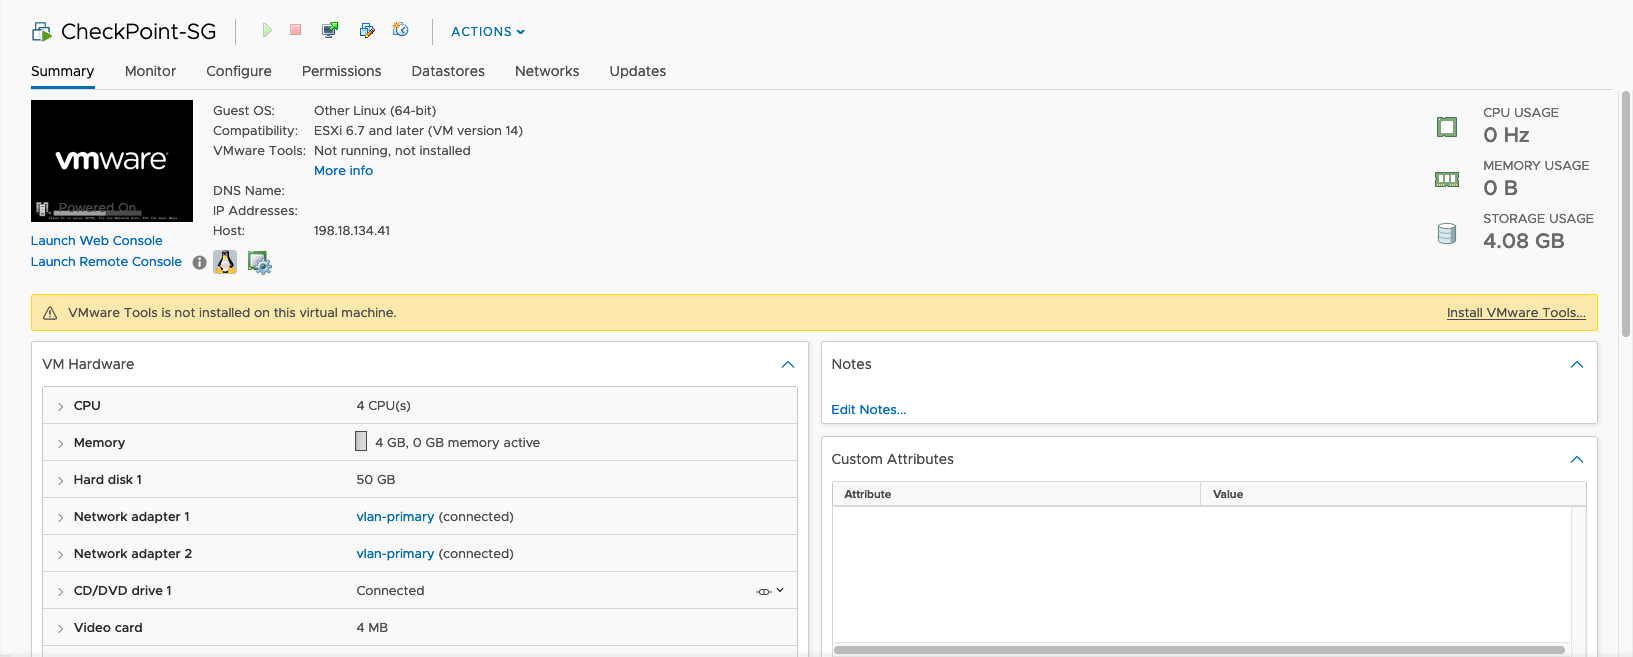 CheckPoint-SG
ACTIONS
Summary Monitor Configure Permissions Datastores Networks Updates
vmware
Powered On
Guest OS: Other Linux (64-bit)
Compatibility: ESXi 6.7 and later (VM version 14)
VMware Tools: Not running, not installed
More info
DNS Name:
IP Addresses:
Host: 198.18.134.41
Launch Web Console
Launch Remote Console
CPU USAGE
0 Hz
MEMORY USAGE
0 B
STORAGE USAGE
4.08 GB
VMware Tools is not installed on this virtual machine. Install VMware Tools...
VM Hardware
CPU 4 CPU(s)
Memory 4 GB, 0 GB memory active
Hard disk 1 50 GB
Network adapter 1 vlan-primary (connected)
Network adapter 2 vlan-primary (connected)
CD/DVD drive 1 Connected
Video card 4 MB
Notes
Edit Notes...
Custom Attributes
Attribute Value